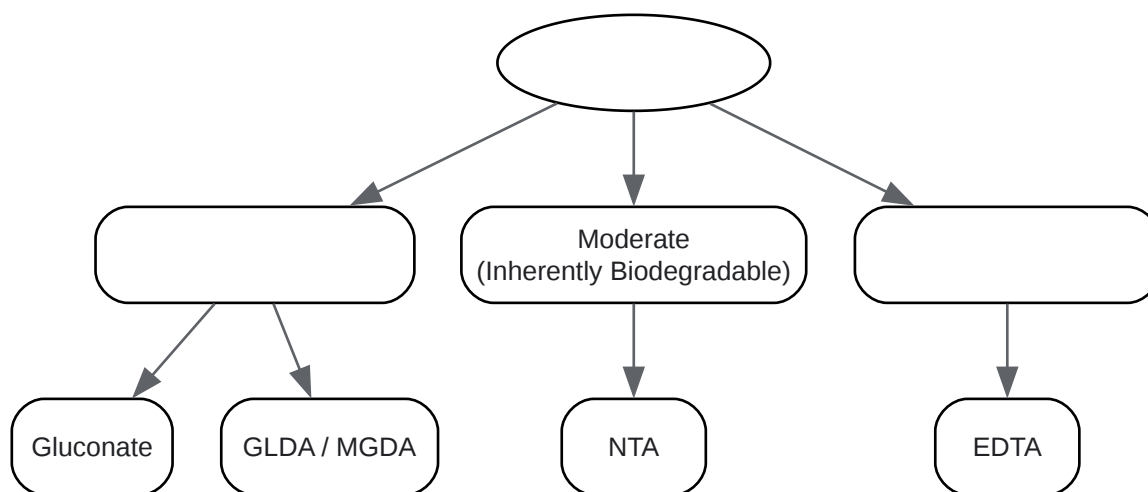 Moderate
(Inherently Biodegradable)
Gluconate
GLDA / MGDA
NTA
EDTA